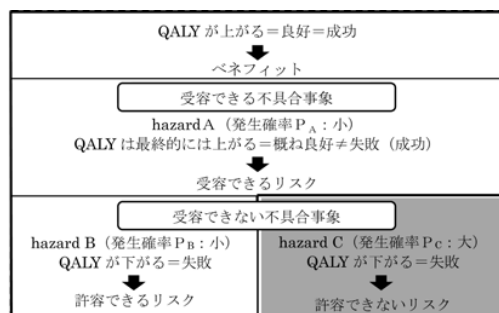 QALY が上がる＝良好＝成功
ベネフィット
受容できる不具合事象
hazard A（発生確率 PA：小）
QALY は最終的には上がる＝概ね良好≠失敗（成功）
受容できるリスク
受容できない不具合事象
hazard B（発生確率 PB：小）
QALY が下がる＝失敗
許容できるリスク
hazard C（発生確率 PC：大）
QALY が下がる＝失敗
許容できないリスク